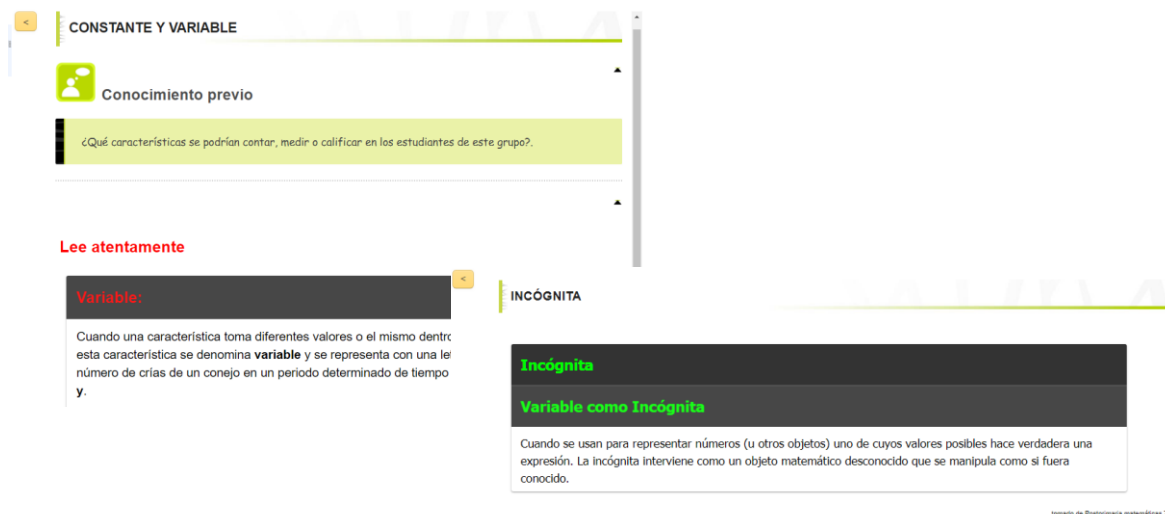 CONSTANTE Y VARIABLE
Conocimiento previo
¿Qué características se podrían contar, medir o calificar en los estudiantes de este grupo?.
Lee atentamente
Variable:
Cuando una característica toma diferentes valores o el mismo dentro
esta característica se denomina variable y se representa con una
número de crías de un conejo en un periodo determinado de tiempo
y.
INCÓGNITA
Incógnita
Variable como Incógnita
Cuando se usan para representar números (u otros objetos) uno de cuyos valores posibles hace verdadera una
expresión. La incógnita interviene como un objeto matemático desconocido que se manipula como si fuera
conocido.
tomado de Postprimaria matemáticas